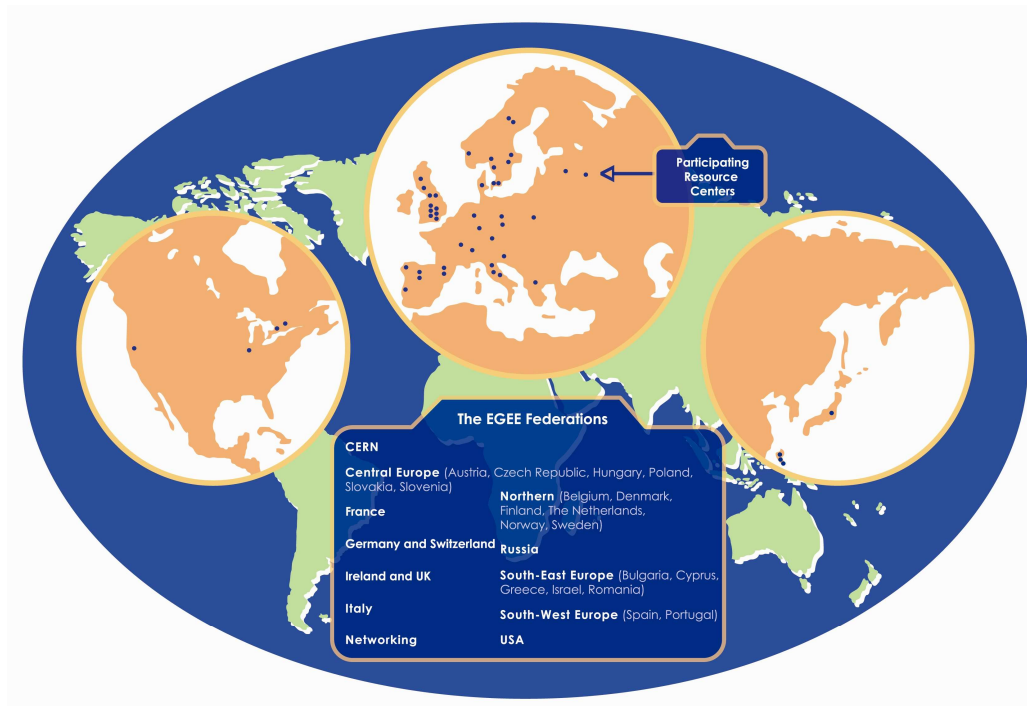 Participating
Resource
Centers
The EGEE Federations
CERN
Central Europe (Austria, Czech Republic, Hungary, Poland,
Slovakia, Slovenia)
France
Germany and Switzerland
Ireland and UK
Italy
Networking
Northern (Belgium, Denmark,
Finland, The Netherlands,
Norway, Sweden)
Russia
South-East Europe (Bulgaria, Cyprus,
Greece, Israel, Romania)
South-West Europe (Spain, Portugal)
USA